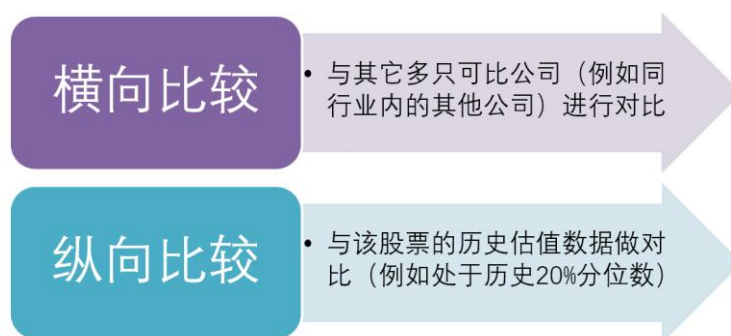 横向比较
• 与其它多只可比公司（例如同
行业内的其他公司）进行对比
纵向比较
• 与该股票的历史估值数据做对
比（例如处于历史20%分位数）